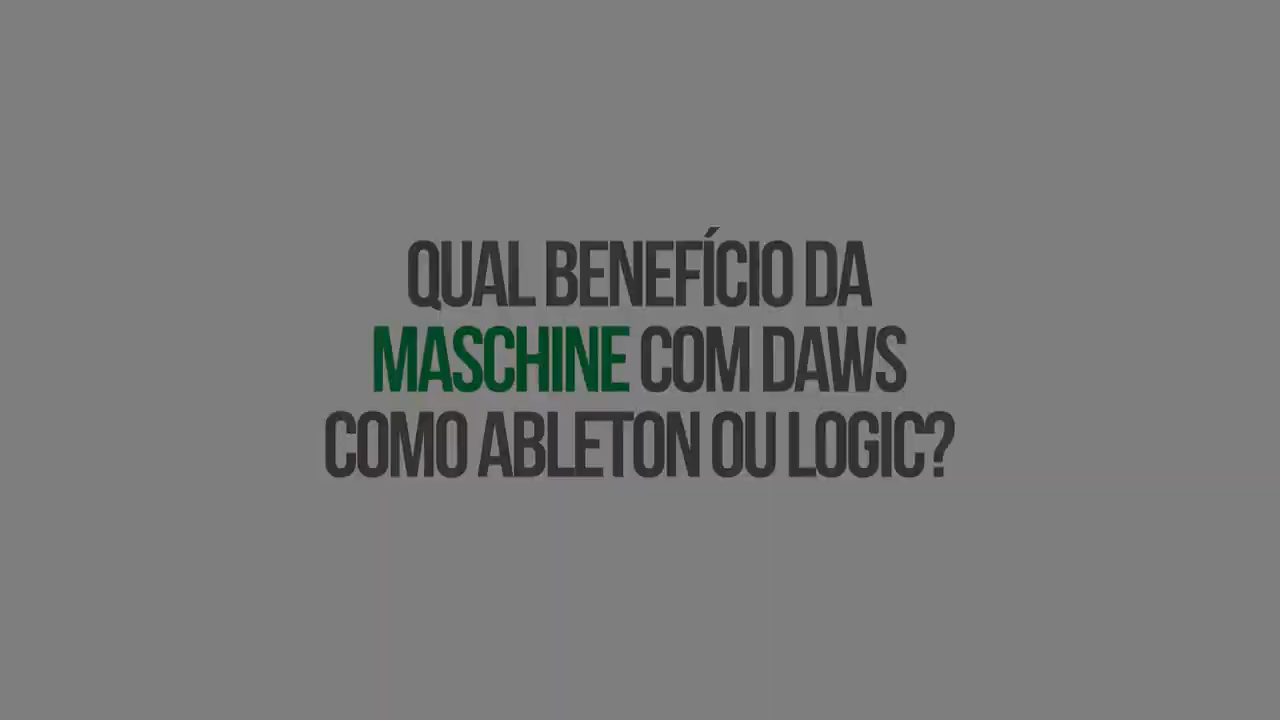 QUAL BENEFÍCIO DA
MASCHINE COM DAWS
COMO ABLETON OU LOGIC?